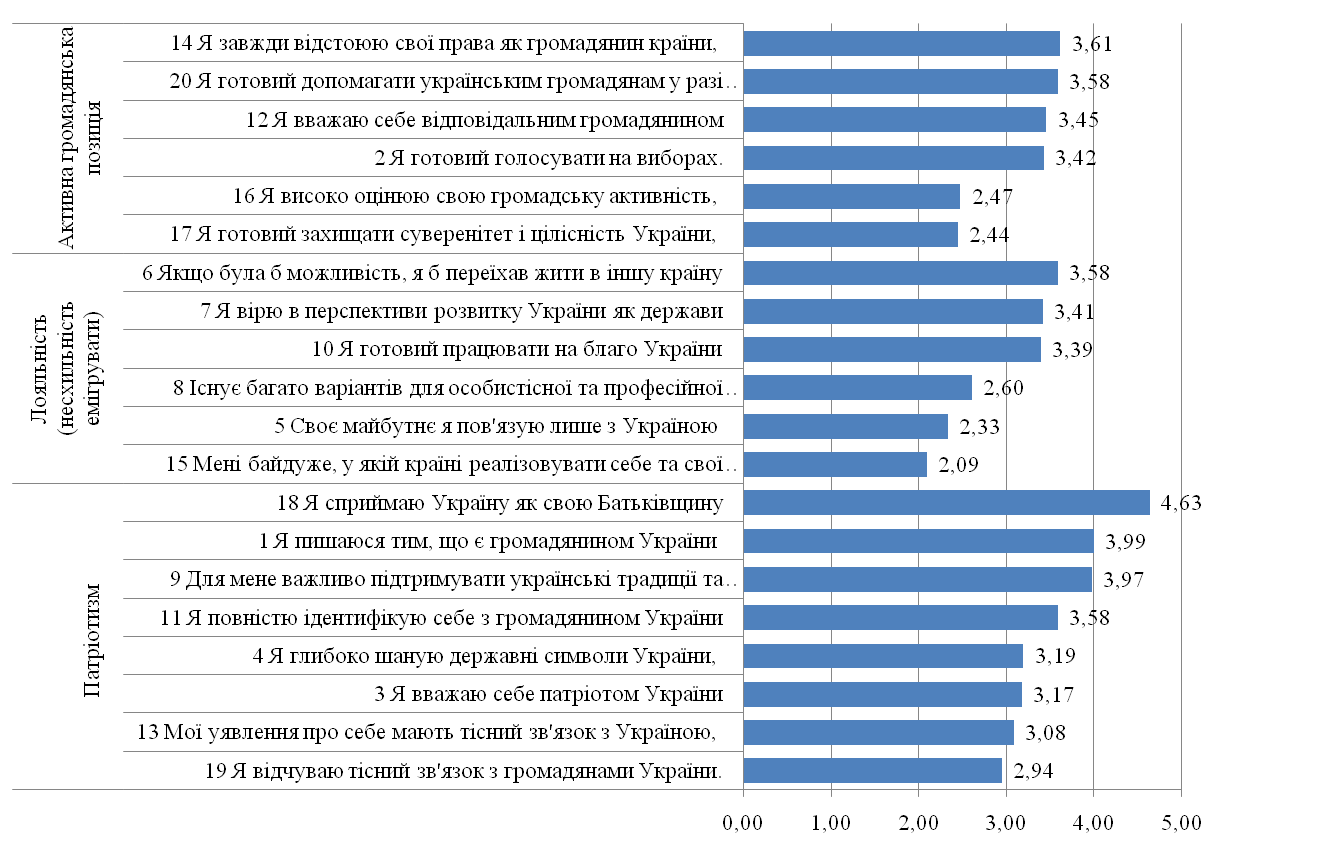 Активна громадянська
позиція
14 Я завжди відстоюю свої права як громадянин країни, 3,61
20 Я готовий допомагати українським громадянам у разі.. 3,58
12 Я вважаю себе відповідальним громадянином 3,45
2 Я готовий голосувати на виборах. 3,42
16 Я високо оцінюю свою громадську активність, 2,47
17 Я готовий захищати суверенітет і цілісність України, 2,44
Лояльність
(несхильність
емігрувати)
6 Якщо була б можливість, я б переїхав жити в іншу країну 3,58
7 Я вірю в перспективи розвитку України як держави 3,41
10 Я готовий працювати на благо України 3,39
8 Існує багато варіантів для особистісної та професійної.. 2,60
5 Своє майбутнє я пов'язую лише з Україною 2,33
15 Мені байдуже, у якій країні реалізовувати себе та свої.. 2,09
Патріотизм
18 Я сприймаю Україну як свою Батьківщину 4,63
1 Я пишаюся тим, що є громадянином України 3,99
9 Для мене важливо підтримувати українські традиції та.. 3,97
11 Я повністю ідентифікую себе з громадянином України 3,58
4 Я глибоко шаную державні символи України, 3,19
3 Я вважаю себе патріотом України 3,17
13 Мої уявлення про себе мають тісний зв'язок з Україною, 3,08
19 Я відчуваю тісний зв'язок з громадянами України. 2,94
0,00 1,00 2,00 3,00 4,00 5,00